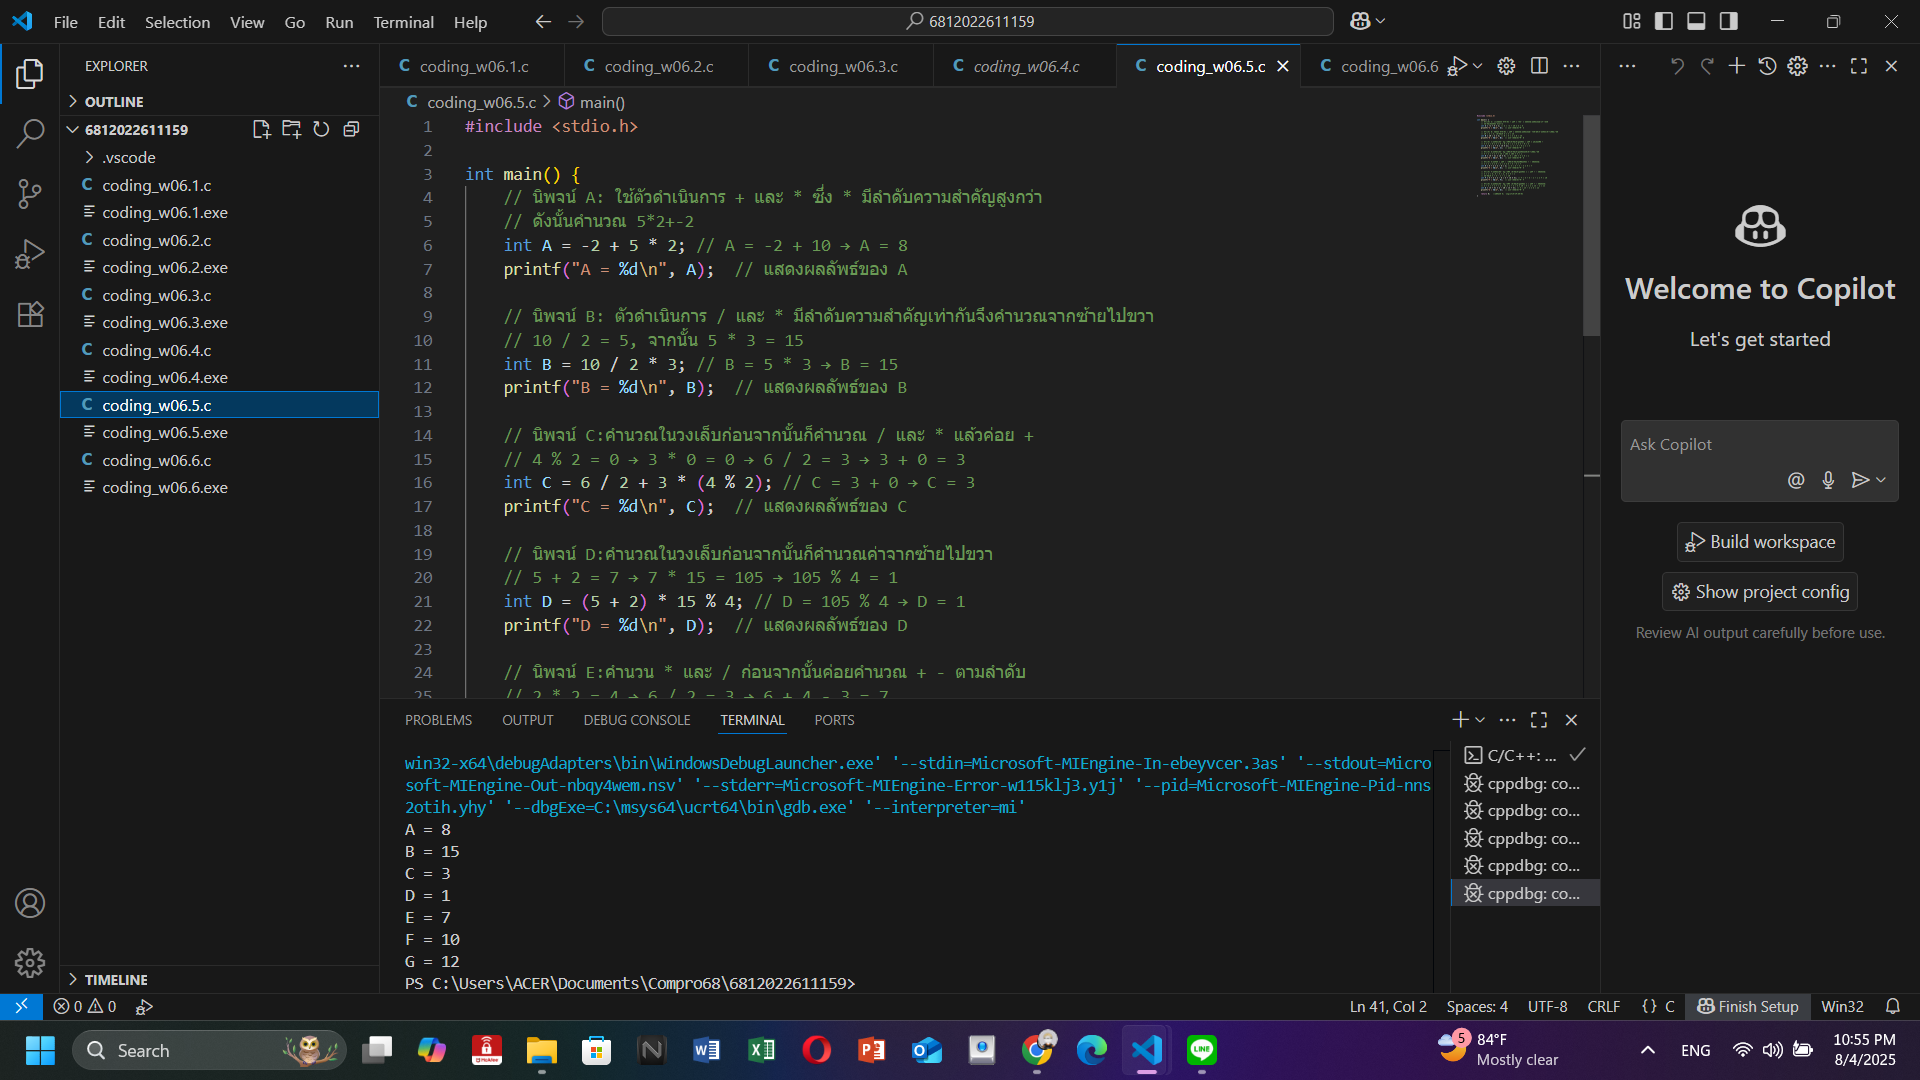 File Edit Selection View Go Run Terminal Help
6812022611159
EXPLORER
OUTLINE
6812022611159
.vscode
coding_w06.1.c
coding_w06.1.exe
coding_w06.2.c
coding_w06.2.exe
coding_w06.3.c
coding_w06.3.exe
coding_w06.4.c
coding_w06.4.exe
coding_w06.5.c
coding_w06.5.exe
coding_w06.6.c
coding_w06.6.exe
TIMELINE
C coding_w06.1.c C coding_w06.2.c C coding_w06.3.c C coding_w06.4.c C coding_w06.5.c C coding_w06.6
C coding_w06.5.c > main()
1 #include <stdio.h>
2
3 int main() {
4 // นิพจน์ A: ใช้ตัวดำเนินการ + และ * ซึ่ง * มีลำดับความสำคัญสูงกว่า
5 // ดังนั้นคำนวณ 5*2+-2
6 int A = -2 + 5 * 2; // A = -2 + 10 → A = 8
7 printf("A = %d\n", A);  // แสดงผลลัพธ์ของ A
8
9 // นิพจน์ B: ตัวดำเนินการ / และ * มีลำดับความสำคัญเท่ากันจึงคำนวณจากซ้ายไปขวา
10 // 10 / 2 = 5, จากนั้น 5 * 3 = 15
11 int B = 10 / 2 * 3; // B = 5 * 3 → B = 15
12 printf("B = %d\n", B);  // แสดงผลลัพธ์ของ B
13
14 // นิพจน์ C:คำนวณในวงเล็บก่อนจากนั้นก็คำนวณ / และ * แล้วค่อย +
15 // 4 % 2 = 0 → 3 * 0 = 0 → 6 / 2 = 3 → 3 + 0 = 3
16 int C = 6 / 2 + 3 * (4 % 2); // C = 3 + 0 → C = 3
17 printf("C = %d\n", C);  // แสดงผลลัพธ์ของ C
18
19 // นิพจน์ D:คำนวณในวงเล็บก่อนจากนั้นก็คำนวณค่าจากซ้ายไปขวา
20 // 5 + 2 = 7 → 7 * 15 = 105 → 105 % 4 = 1
21 int D = (5 + 2) * 15 % 4; // D = 105 % 4 → D = 1
22 printf("D = %d\n", D);  // แสดงผลลัพธ์ของ D
23
24 // นิพจน์ E:คำนวน * และ / ก่อนจากนั้นค่อยคำนวณ + - ตามลำดับ
25 // 2 * 2 = 4 → 6 / 2 = 3 → 6 + 4 - 3 = 7
PROBLEMS OUTPUT DEBUG CONSOLE TERMINAL PORTS
win32-x64\debugAdapters\bin\WindowsDebugLauncher.exe' '--stdin=Microsoft-MIEngine-In-ebeyvcer.3as' '--stdout=Micro
soft-MIEngine-Out-nbqy4wem.nsv' '--stderr=Microsoft-MIEngine-Error-w115klj3.y1j' '--pid=Microsoft-MIEngine-Pid-nns
2otih.yhy' '--dbgExe=C:\msys64\ucrt64\bin\gdb.exe' '--interpreter=mi'
A = 8
B = 15
C = 3
D = 1
E = 7
F = 10
G = 12
PS C:\Users\ACER\Documents\Compro68\6812022611159>
C/C++: ...
cppdbg: co...
cppdbg: co...
cppdbg: co...
cppdbg: co...
cppdbg: co...
Welcome to Copilot
Let's get started
Ask Copilot
Build workspace
Show project config
Review AI output carefully before use.
0 0
Ln 41, Col 2 Spaces: 4 UTF-8 CRLF {} C Finish Setup Win32
Search
5 84°F
Mostly clear
ENG
10:55 PM
8/4/2025